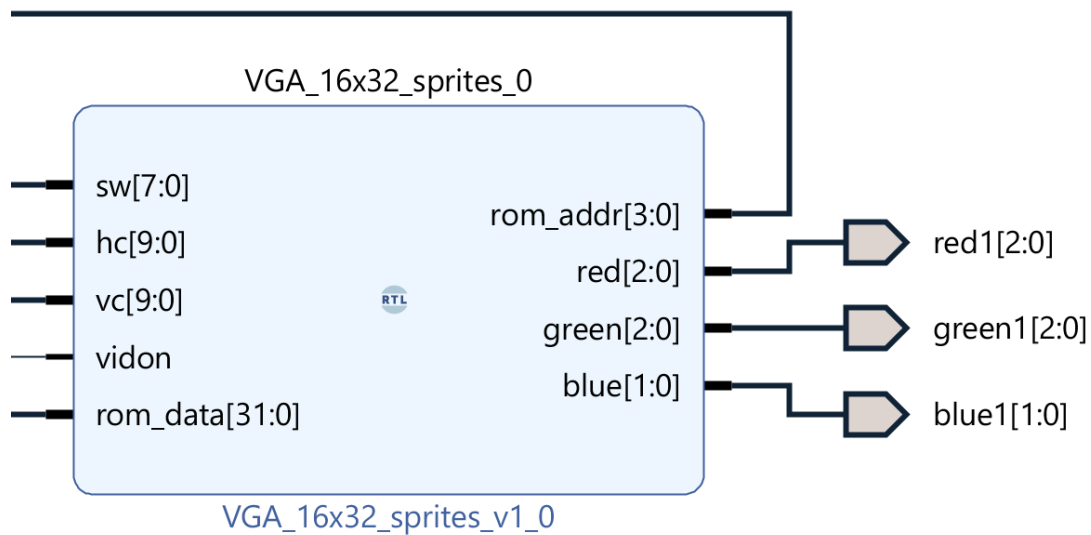 VGA_16x32_sprites_0
sw[7:0]
hc[9:0]
vc[9:0]
vidon
rom_data[31:0]
RTL
rom_addr[3:0]
red[2:0]
green[2:0]
blue[1:0]
red1[2:0]
green1[2:0]
blue1[1:0]
VGA_16x32_sprites_v1_0